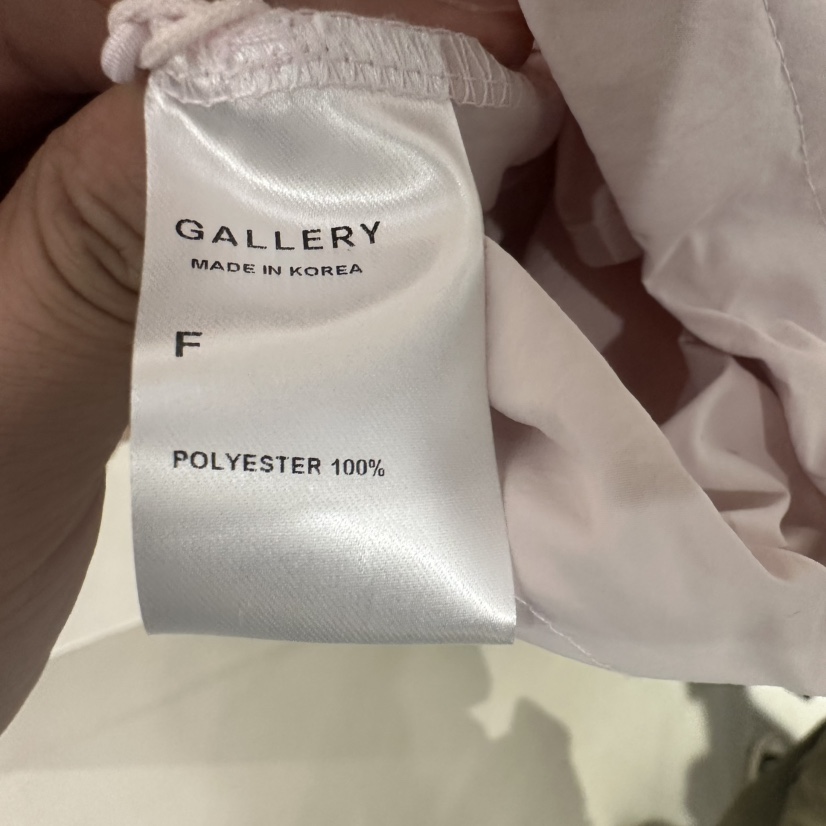 GALLERY
MADE IN KOREA
F
POLYESTER 100%